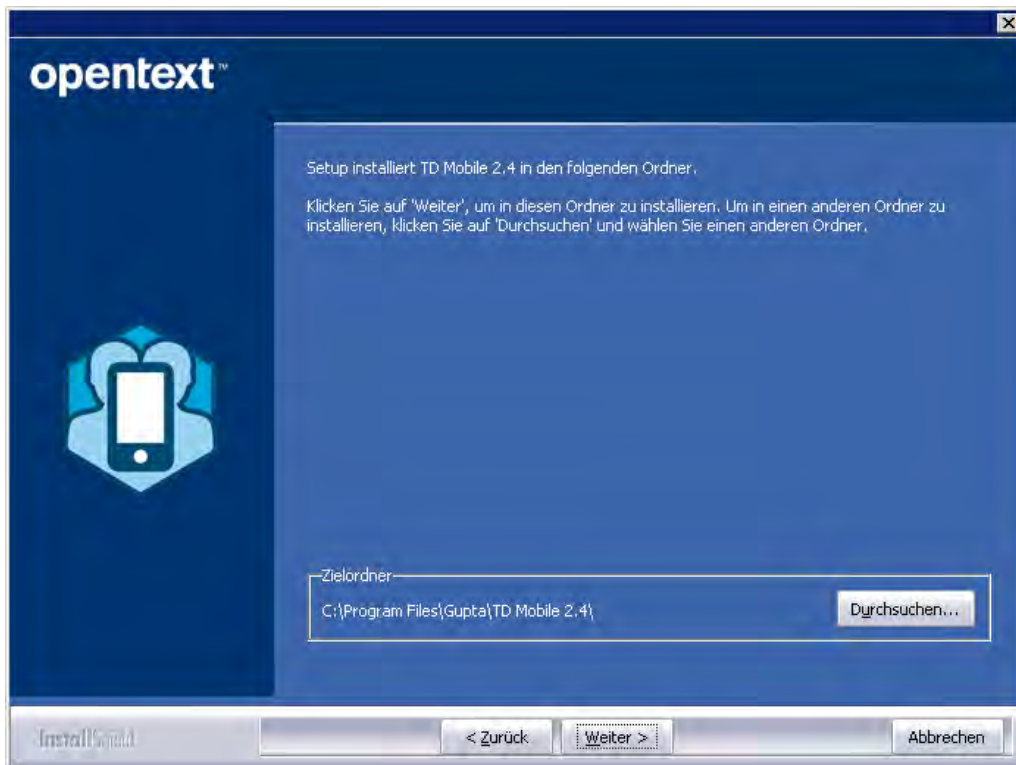 opentext™
Setup installiert TD Mobile 2.4 in den folgenden Ordner.
Klicken Sie auf 'Weiter', um in diesen Ordner zu installieren. Um in einen anderen Ordner zu
installieren, klicken Sie auf 'Durchsuchen' und wählen Sie einen anderen Ordner.
Zielordner
C:\Program Files\Gupta\TD Mobile 2.4\
Durchsuchen...
InstallShield
< Zurück
Weiter >
Abbrechen